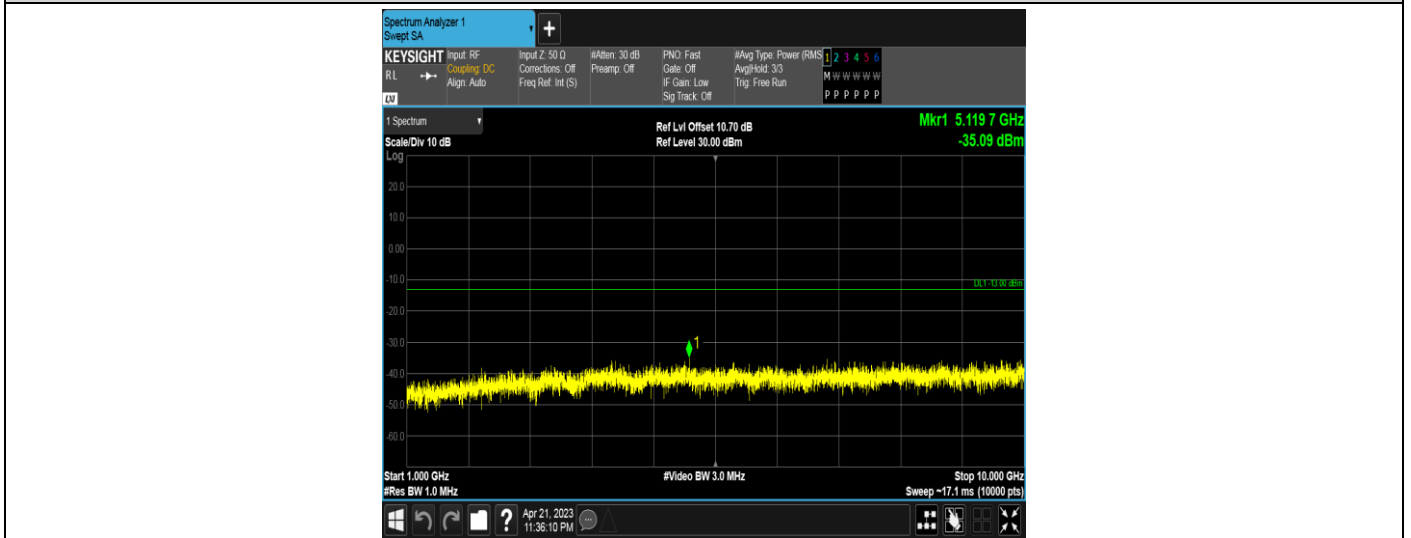 Spectrum Analyzer 1
Swept SA
+
KEYSIGHT
RL
LXI
Input: RF
Coupling: DC
Align: Auto
Input Z: 50 Ω
Corrections: Off
Freq Ref: Int (S)
#Atten: 30 dB
Preamp: Off
PNO: Fast
Gate: Off
IF Gain: Low
Sig Track: Off
#Avg Type: Power (RMS
Avg|Hold: 3/3
Trig: Free Run
1 2 3 4 5 6
M W W W W W
P P P P P P
1 Spectrum
Scale/Div 10 dB
Ref Lvl Offset 10.70 dB
Ref Level 30.00 dBm
Mkr1 5.119 7 GHz
-35.09 dBm
Log
20.0
10.0
0.00
-10.0
DL1 -13.00 dBm
-20.0
-30.0
1
-40.0
-50.0
-60.0
Start 1.000 GHz
#Video BW 3.0 MHz
Stop 10.000 GHz
#Res BW 1.0 MHz
Sweep ~17.1 ms (10000 pts)
?
Apr 21, 2023
11:36:10 PM